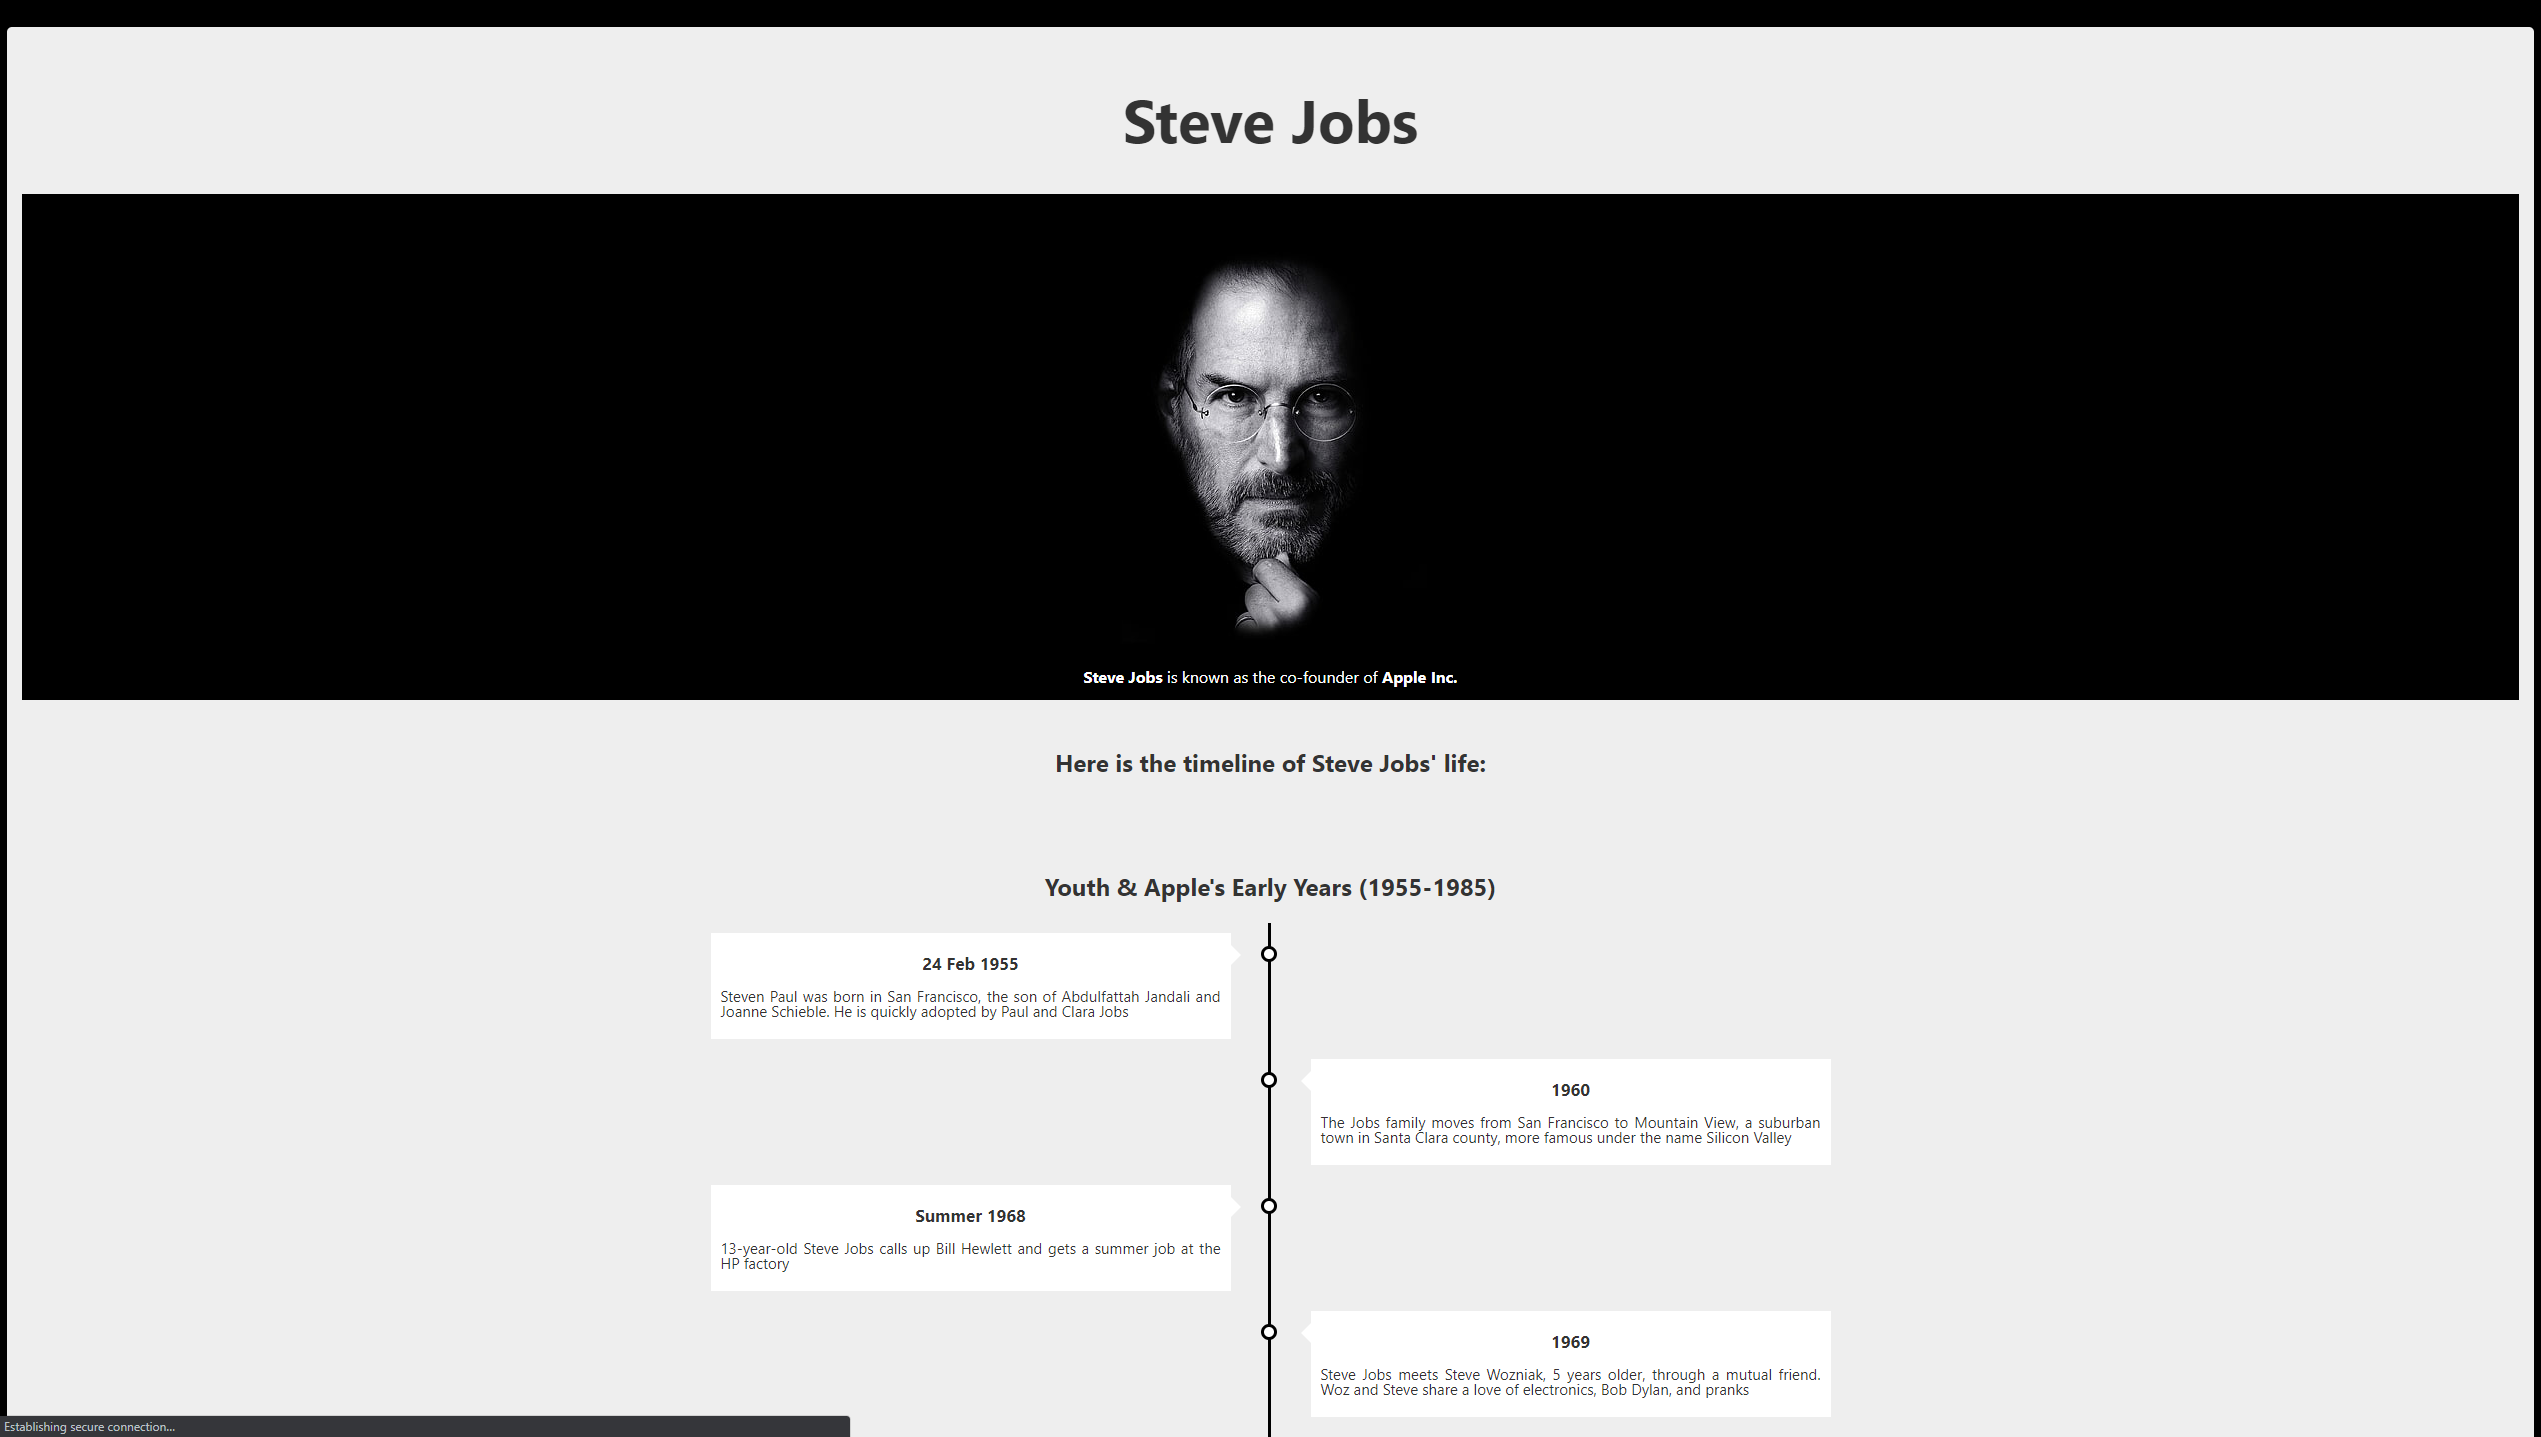 Steve Jobs
Steve Jobs is known as the co-founder of Apple Inc.
Here is the timeline of Steve Jobs' life:
Youth & Apple's Early Years (1955-1985)
24 Feb 1955
Steven Paul was born in San Francisco, the son of Abdulfattah Jandali and
Joanne Schieble. He is quickly adopted by Paul and Clara Jobs
1960
The Jobs family moves from San Francisco to Mountain View, a suburban
town in Santa Clara county, more famous under the name Silicon Valley
Summer 1968
13-year-old Steve Jobs calls up Bill Hewlett and gets a summer job at the
HP factory
1969
Steve Jobs meets Steve Wozniak, 5 years older, through a mutual friend.
Woz and Steve share a love of electronics, Bob Dylan, and pranks
Establishing secure connection...